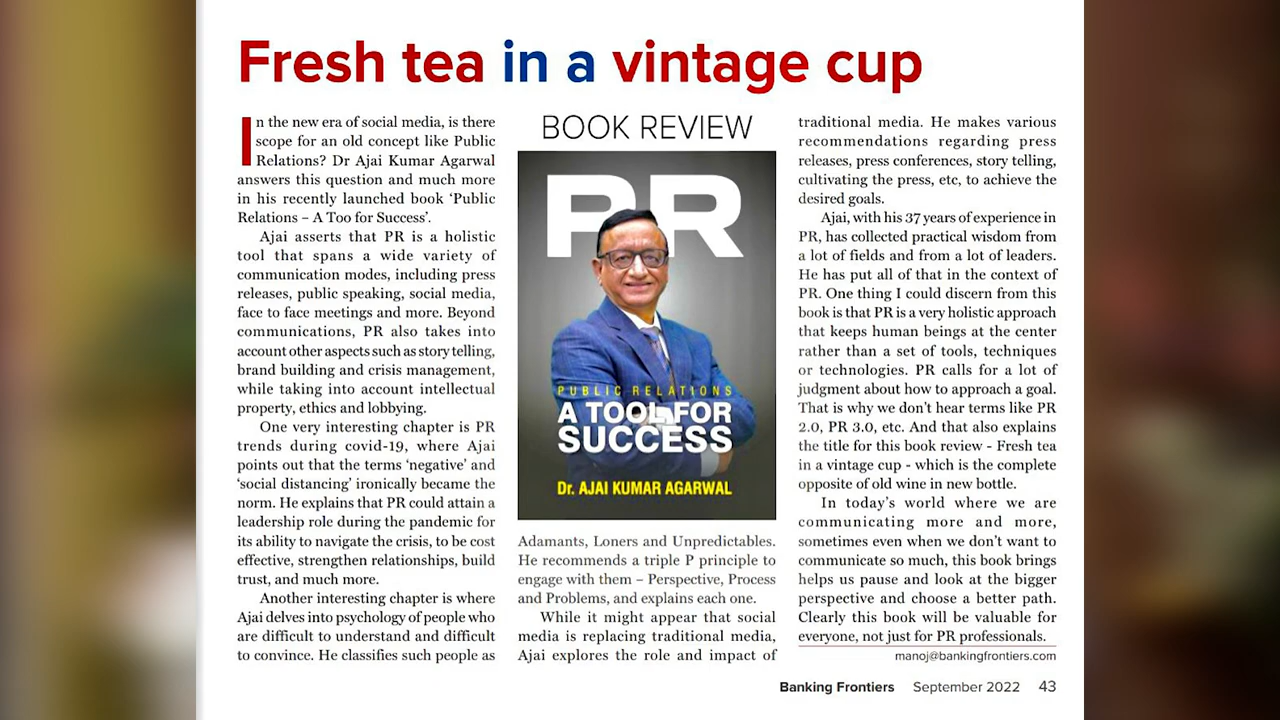 Fresh tea in a vintage cup
In the new era of social media, is there
scope for an old concept like Public
Relations? Dr Ajai Kumar Agarwal
answers this question and much more
in his recently launched book ‘Public
Relations – A Too for Success’.
Ajai asserts that PR is a holistic
tool that spans a wide variety of
communication modes, including press
releases, public speaking, social media,
face to face meetings and more. Beyond
communications, PR also takes into
account other aspects such as story telling,
brand building and crisis management,
while taking into account intellectual
property, ethics and lobbying.
One very interesting chapter is PR
trends during covid-19, where Ajai
points out that the terms ‘negative’ and
‘social distancing’ ironically became the
norm. He explains that PR could attain a
leadership role during the pandemic for
its ability to navigate the crisis, to be cost
effective, strengthen relationships, build
trust, and much more.
Another interesting chapter is where
Ajai delves into psychology of people who
are difficult to understand and difficult
to convince. He classifies such people as
BOOK REVIEW
PR
PUBLIC RELATIONS
A TOOL FOR
SUCCESS
Dr. AJAI KUMAR AGARWAL
Adamants, Loners and Unpredictables.
He recommends a triple P principle to
engage with them – Perspective, Process
and Problems, and explains each one.
While it might appear that social
media is replacing traditional media,
Ajai explores the role and impact of
traditional media. He makes various
recommendations regarding press
releases, press conferences, story telling,
cultivating the press, etc, to achieve the
desired goals.
Ajai, with his 37 years of experience in
PR, has collected practical wisdom from
a lot of fields and from a lot of leaders.
He has put all of that in the context of
PR. One thing I could discern from this
book is that PR is a very holistic approach
that keeps human beings at the center
rather than a set of tools, techniques
or technologies. PR calls for a lot of
judgment about how to approach a goal.
That is why we don’t hear terms like PR
2.0, PR 3.0, etc. And that also explains
the title for this book review - Fresh tea
in a vintage cup - which is the complete
opposite of old wine in new bottle.
In today’s world where we are
communicating more and more,
sometimes even when we don’t want to
communicate so much, this book brings
helps us pause and look at the bigger
perspective and choose a better path.
Clearly this book will be valuable for
everyone, not just for PR professionals.
manoj@bankingfrontiers.com
Banking Frontiers September 2022 43